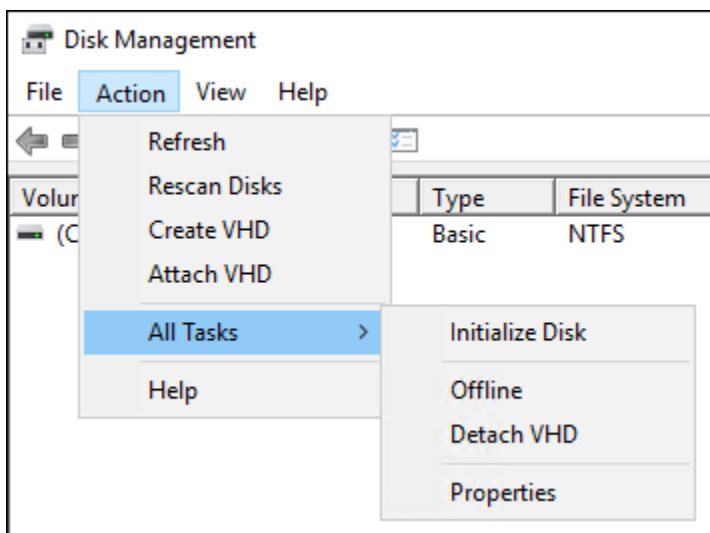 Disk Management
File Action View Help
Refresh
Rescan Disks
Create VHD
Attach VHD
All Tasks
Help
Type File System
Basic NTFS
Initialize Disk
Offline
Detach VHD
Properties